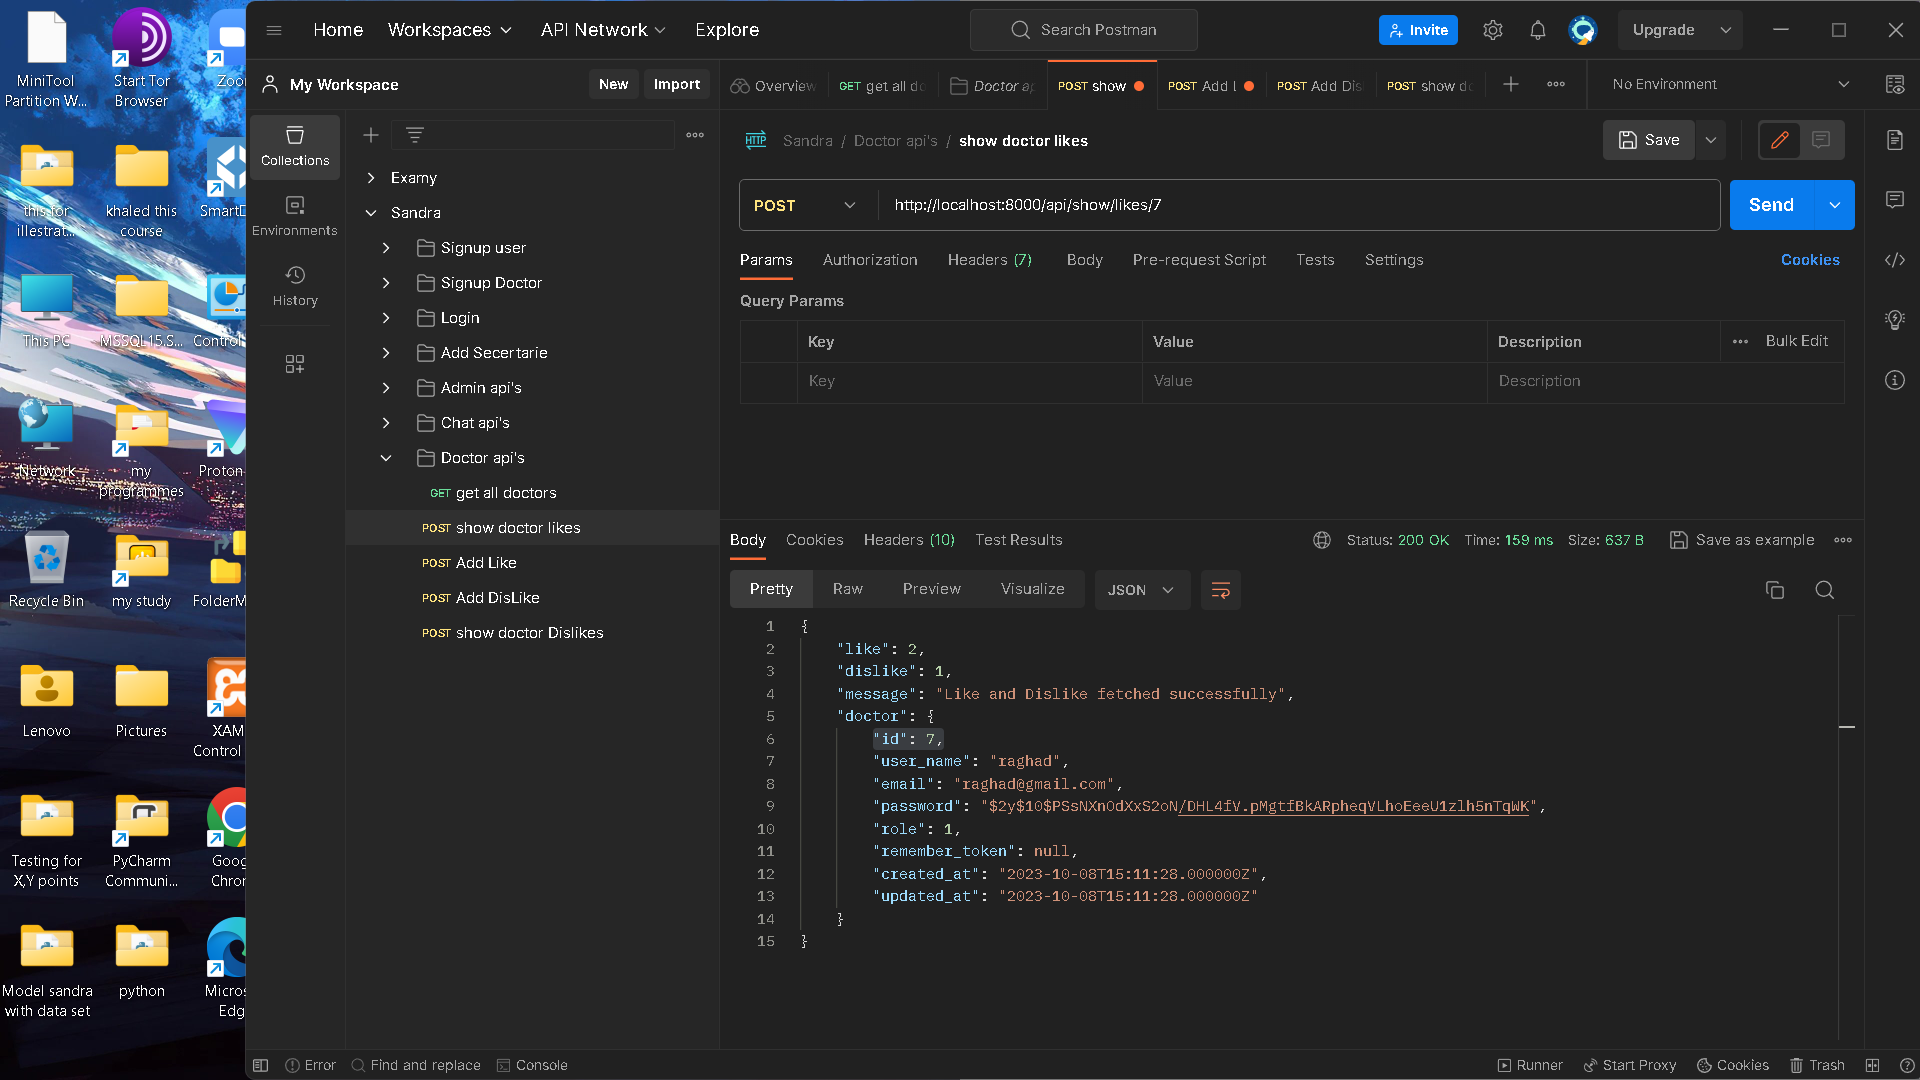 MiniTool
Partition W...
Start Tor
Browser
Zoo
this for
illestrat...
khaled this
course
SmartD
This PC
MSSQL15.S...
Control
Network
my
programmes
Proton
Recycle Bin
my study
FolderM
Lenovo
Pictures
XAM
Control
Testing for
X,Y points
PyCharm
Communi...
Goog
Chro
Model sandra
with data set
python
Micros
Edg
Home
Workspaces
API Network
Explore
Search Postman
Invite
Upgrade
My Workspace
New
Import
Overview
GET get all do
Doctor ap
POST show
POST Add L
POST Add Dis
POST show do
No Environment
Collections
Environments
History
Examy
Sandra
Signup user
Signup Doctor
Login
Add Secertarie
Admin api's
Chat api's
Doctor api's
GET get all doctors
POST show doctor likes
POST Add Like
POST Add DisLike
POST show doctor Dislikes
HTTP Sandra / Doctor api's / show doctor likes
Save
POST http://localhost:8000/api/show/likes/7
Send
Params Authorization Headers (7) Body Pre-request Script Tests Settings
Cookies
Query Params
Key Value Description Bulk Edit
Key Value Description
Body Cookies Headers (10) Test Results
Status: 200 OK Time: 159 ms Size: 637 B Save as example
Pretty Raw Preview Visualize JSON
1 {
2 "like": 2,
3 "dislike": 1,
4 "message": "Like and Dislike fetched successfully",
5 "doctor": {
6 "id": 7,
7 "user_name": "raghad",
8 "email": "raghad@gmail.com",
9 "password": "$2y$10$PSsNXnOdXxS2oN/DHL4fV.pMgtfBkARpheqVLhoEeeU1zlh5nTqWK",
10 "role": 1,
11 "remember_token": null,
12 "created_at": "2023-10-08T15:11:28.000000Z",
13 "updated_at": "2023-10-08T15:11:28.000000Z"
14 }
15 }
Error Find and replace Console
Runner Start Proxy Cookies Trash